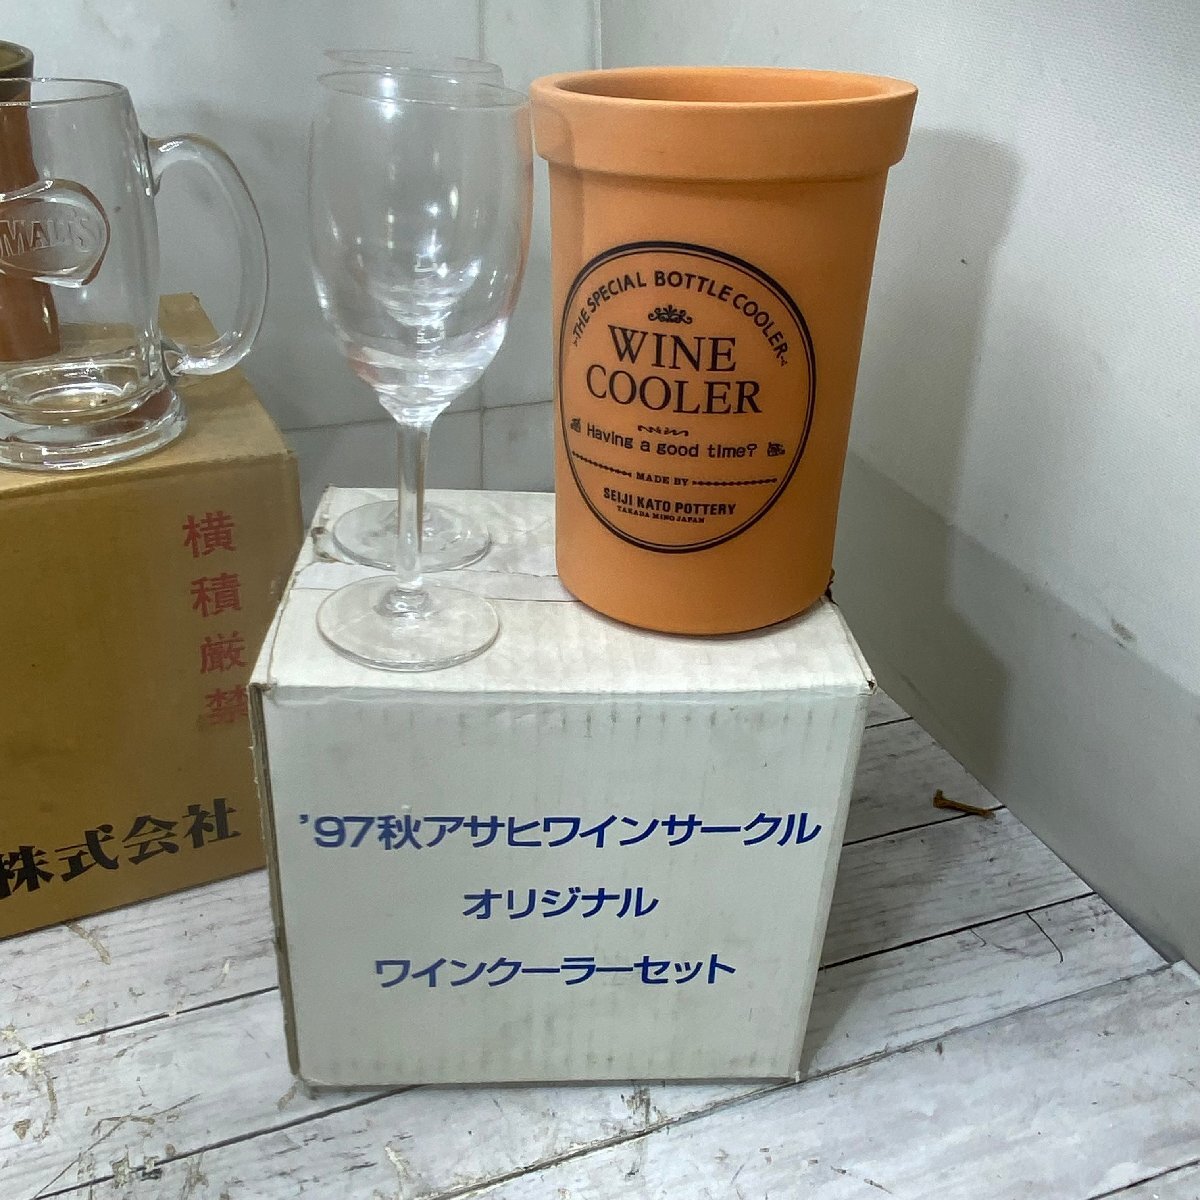 MALT'S
横積厳禁
株式会社
THE SPECIAL BOTTLE COOLER
WINE
COOLER
Having a good time?
MADE BY
SEIJI KATO POTTERY
TAKADA MINO JAPAN
'97秋アサヒワインサークル
オリジナル
ワインクーラーセット